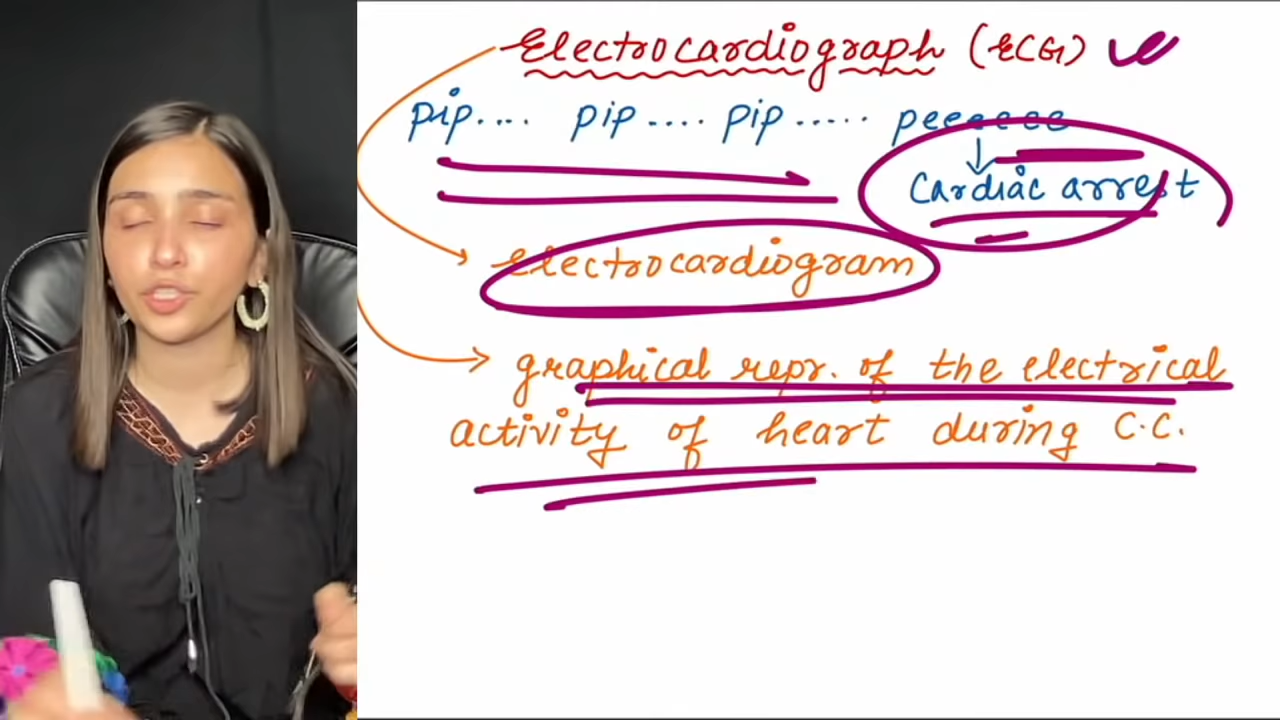 Electrocardiograph (ECG)
pip.... pip.... pip..... peeeeee
Cardiac arrest
electrocardiogram
graphical repr. of the electrical
activity of heart during C.C.